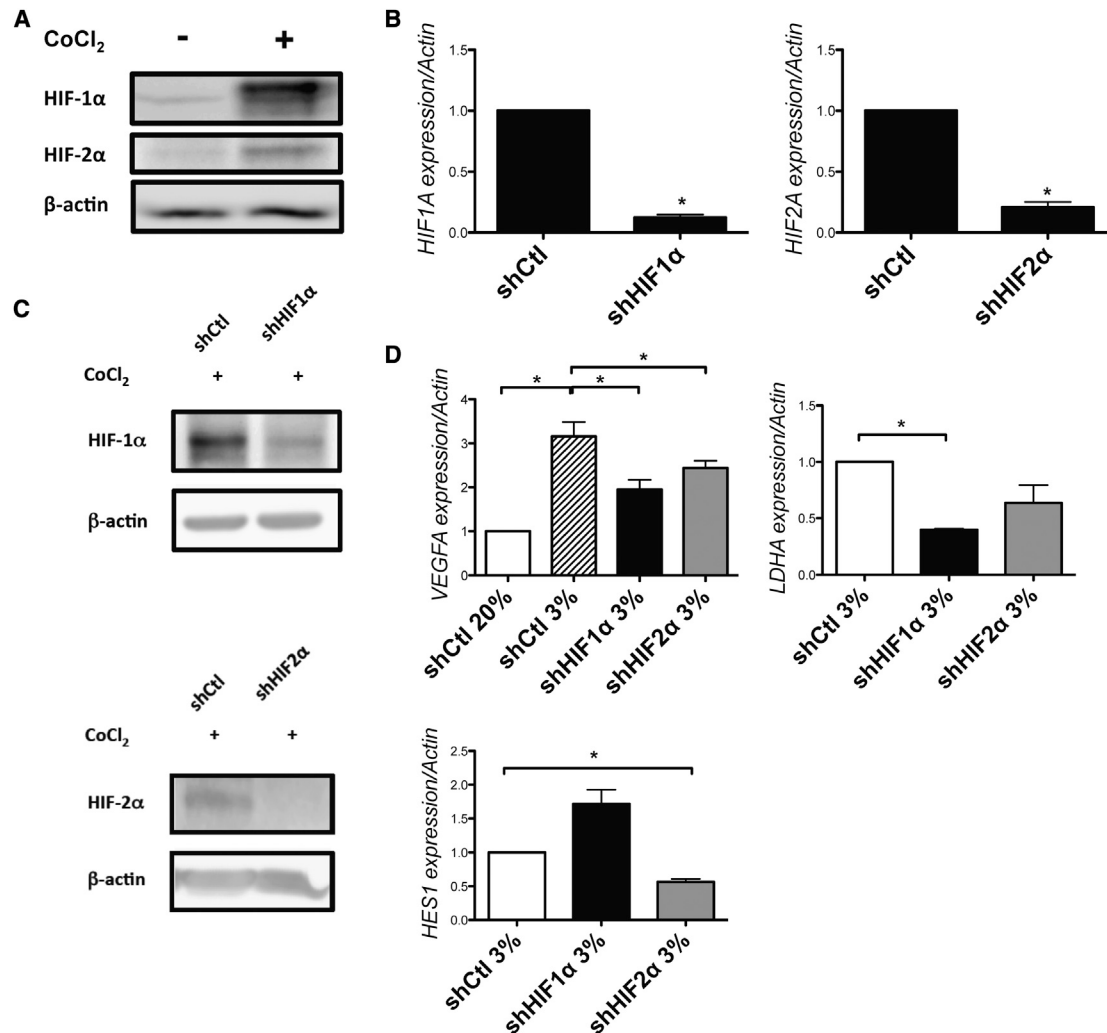 A
CoCl₂ - +
HIF-1α
HIF-2α
β-actin
B
HIF1A expression/Actin
1.5
1.0
0.5
0.0
shCtl
shHIF1α
*
HIF2A expression/Actin
1.5
1.0
0.5
0.0
shCtl
shHIF2α
*
C
shCtl
shHIF1α
CoCl₂ + +
HIF-1α
β-actin
shCtl
shHIF2α
CoCl₂ + +
HIF-2α
β-actin
D
VEGFA expression/Actin
4
3
2
1
0
* * *
shCtl 20%
shCtl 3%
shHIF1α 3%
shHIF2α 3%
LDHA expression/Actin
1.5
1.0
0.5
0.0
*
shCtl 3%
shHIF1α 3%
shHIF2α 3%
HES1 expression/Actin
2.5
2.0
1.5
1.0
0.5
0.0
*
shCtl 3%
shHIF1α 3%
shHIF2α 3%